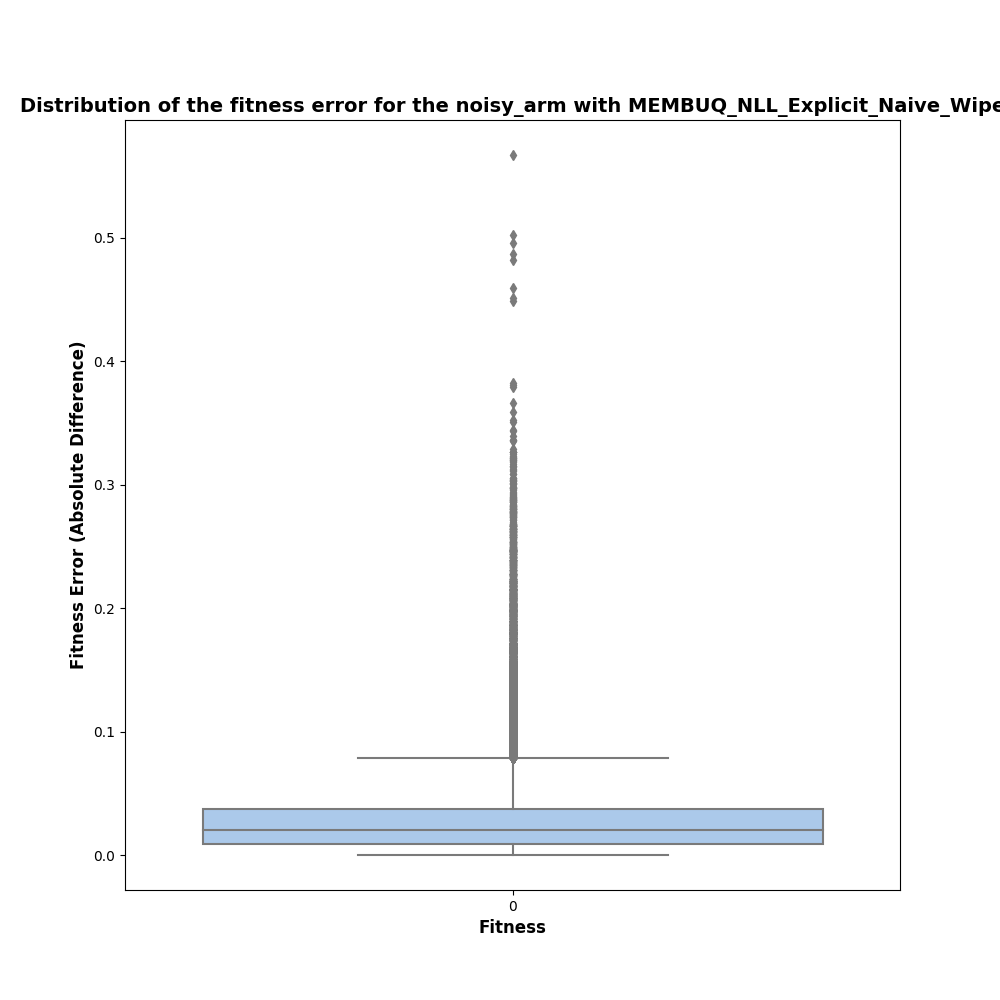 Distribution of the fitness error for the noisy_arm with MEMBUQ_NLL_Explicit_Naive_Wipe
0.5
0.4
0.3
0.2
0.1
0.0
Fitness Error (Absolute Difference)
0
Fitness